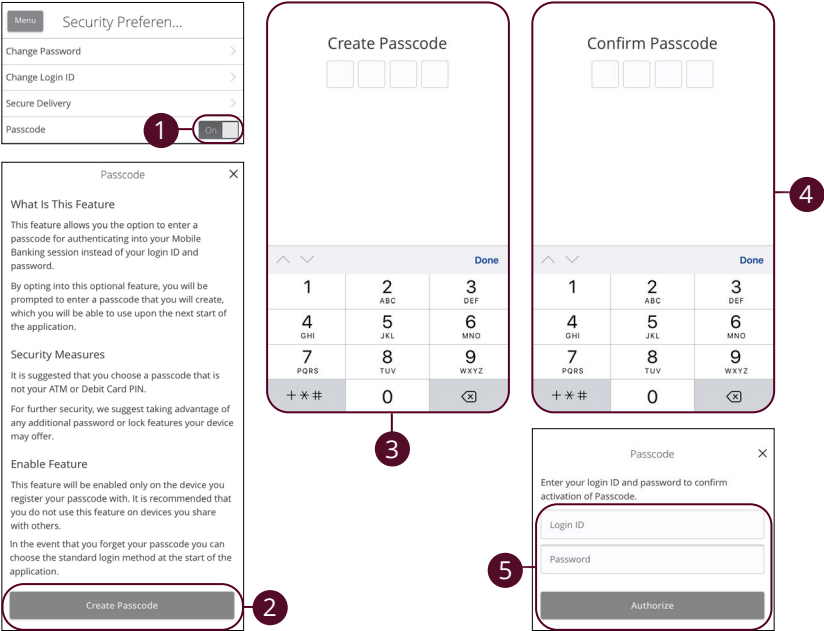 Menu
Security Preferen...
Change Password
Change Login ID
Secure Delivery
Passcode
On
1
Passcode
What Is This Feature
This feature allows you the option to enter a
passcode for authenticating into your Mobile
Banking session instead of your login ID and
password.
By opting into this optional feature, you will be
prompted to enter a passcode that you will create,
which you will be able to use upon the next start of
the application.
Security Measures
It is suggested that you choose a passcode that is
not your ATM or Debit Card PIN.
For further security, we suggest taking advantage of
any additional password or lock features your device
may offer.
Enable Feature
This feature will be enabled only on the device you
register your passcode with. It is recommended that
you do not use this feature on devices you share
with others.
In the event that you forget your passcode you can
choose the standard login method at the start of the
application.
Create Passcode
2
Create Passcode
Done
1
2
ABC
3
DEF
4
GHI
5
JKL
6
MNO
7
PQRS
8
TUV
9
WXYZ
+*#
0
3
Confirm Passcode
Done
1
2
ABC
3
DEF
4
GHI
5
JKL
6
MNO
7
PQRS
8
TUV
9
WXYZ
+*#
0
4
Passcode
Enter your login ID and password to confirm
activation of Passcode.
Login ID
Password
5
Authorize